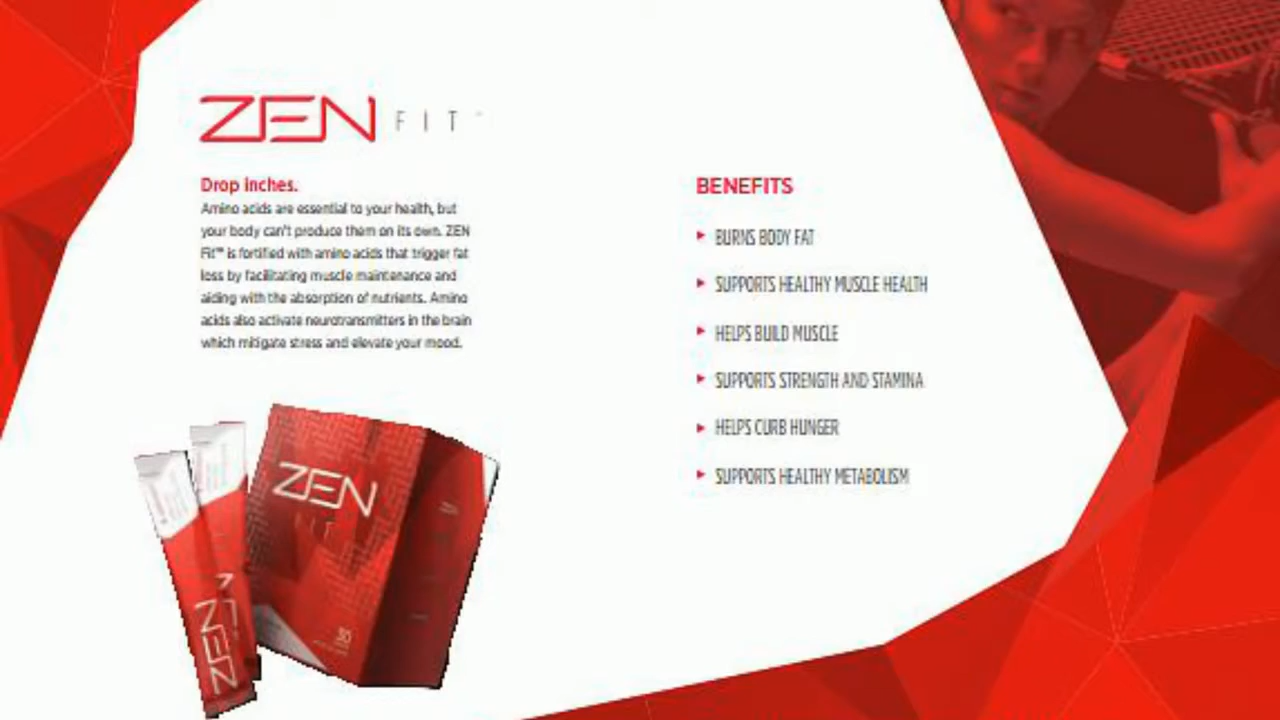 ZEN FIT
Drop inches.
Amino acids are essential to your health, but
your body can't produce them on its own. ZEN
Fit™ is fortified with amino acids that trigger fat
loss by facilitating muscle maintenance and
aiding with the absorption of nutrients. Amino
acids also activate neurotransmitters in the brain
which mitigate stress and elevate your mood.
BENEFITS
BURNS BODY FAT
SUPPORTS HEALTHY MUSCLE HEALTH
HELPS BUILD MUSCLE
SUPPORTS STRENGTH AND STAMINA
HELPS CURB HUNGER
SUPPORTS HEALTHY METABOLISM
ZEN
FIT
30
ZEN